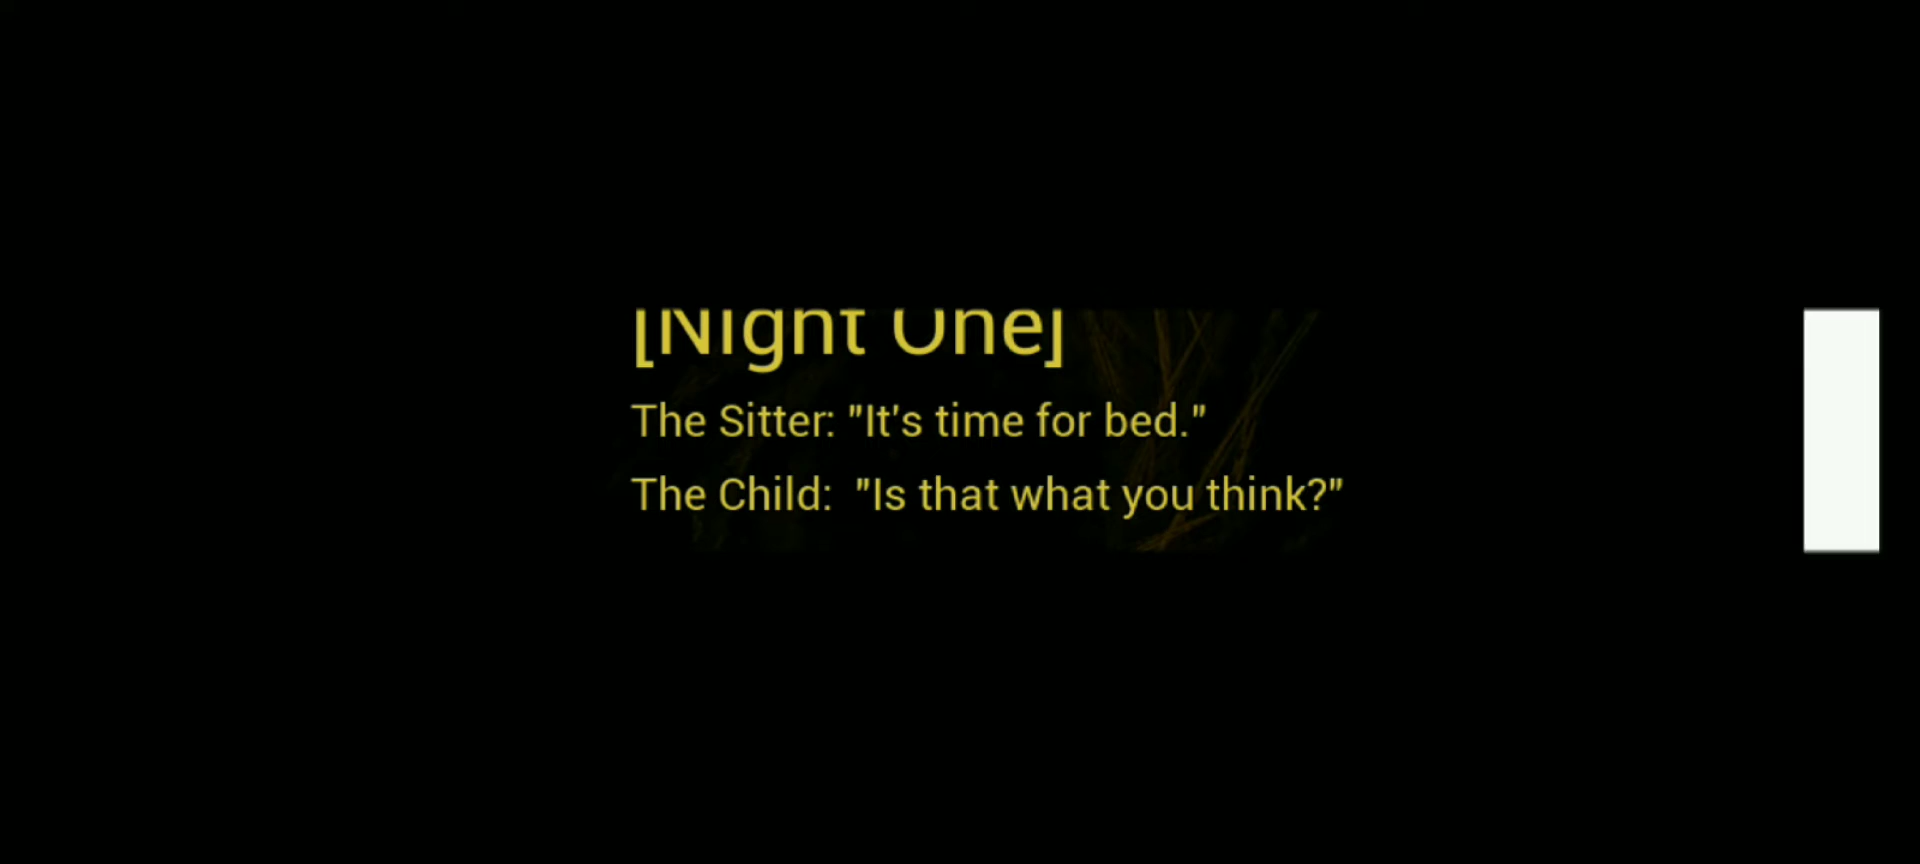 [Night One]
The Sitter: "It's time for bed."
The Child:  "Is that what you think?"